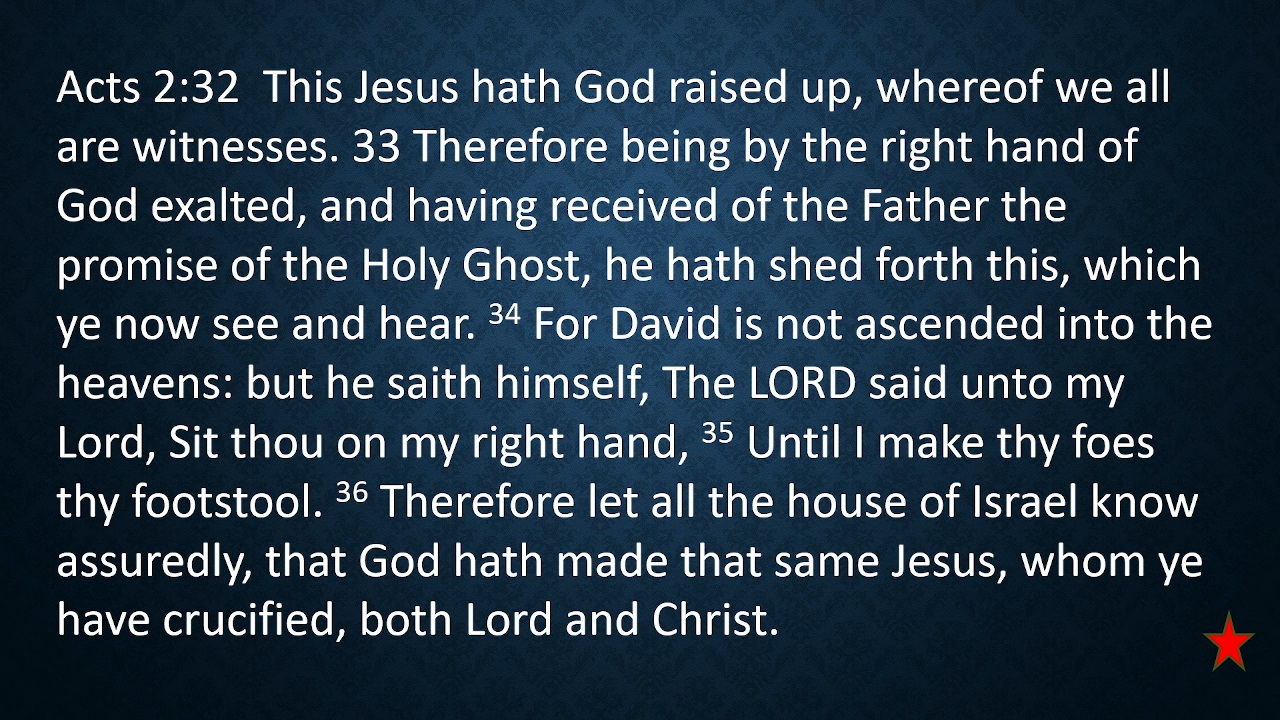 Acts 2:32  This Jesus hath God raised up, whereof we all
are witnesses. 33 Therefore being by the right hand of
God exalted, and having received of the Father the
promise of the Holy Ghost, he hath shed forth this, which
ye now see and hear. 34 For David is not ascended into the
heavens: but he saith himself, The LORD said unto my
Lord, Sit thou on my right hand, 35 Until I make thy foes
thy footstool. 36 Therefore let all the house of Israel know
assuredly, that God hath made that same Jesus, whom ye
have crucified, both Lord and Christ.